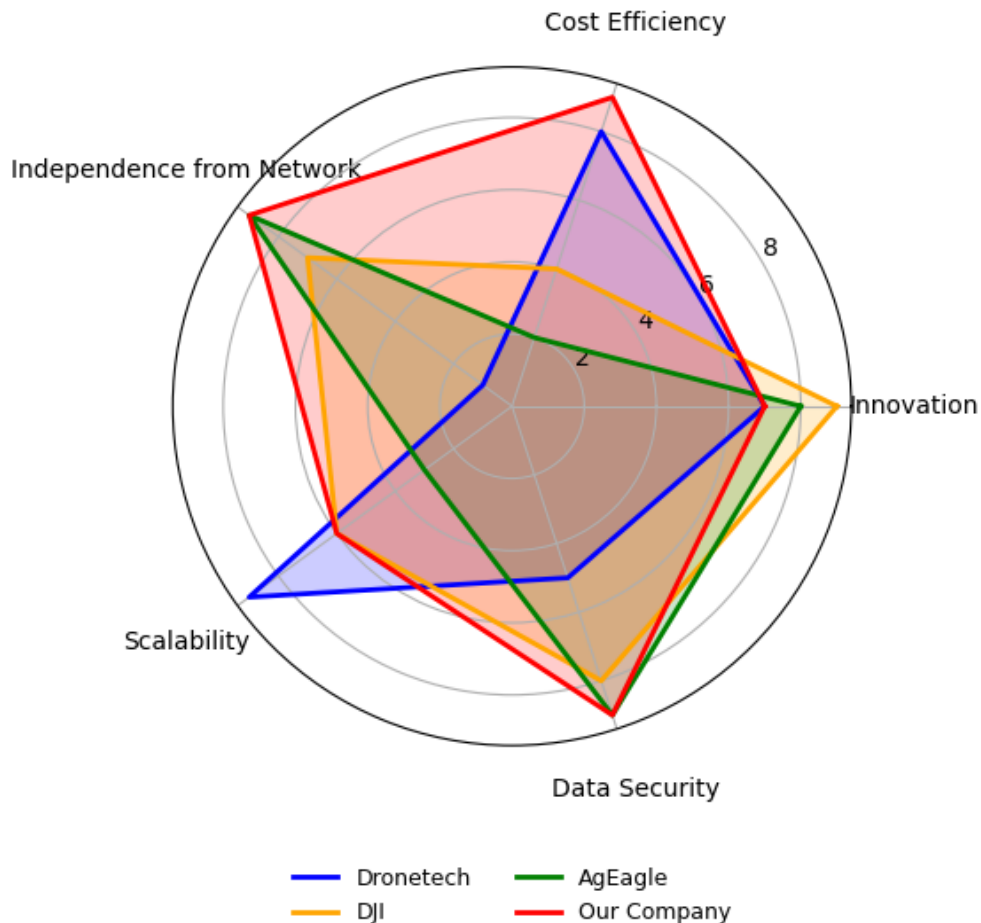 Cost Efficiency
Independence from Network
8
6
4
2
Innovation
Scalability
Data Security
Dronetech
AgEagle
DJI
Our Company